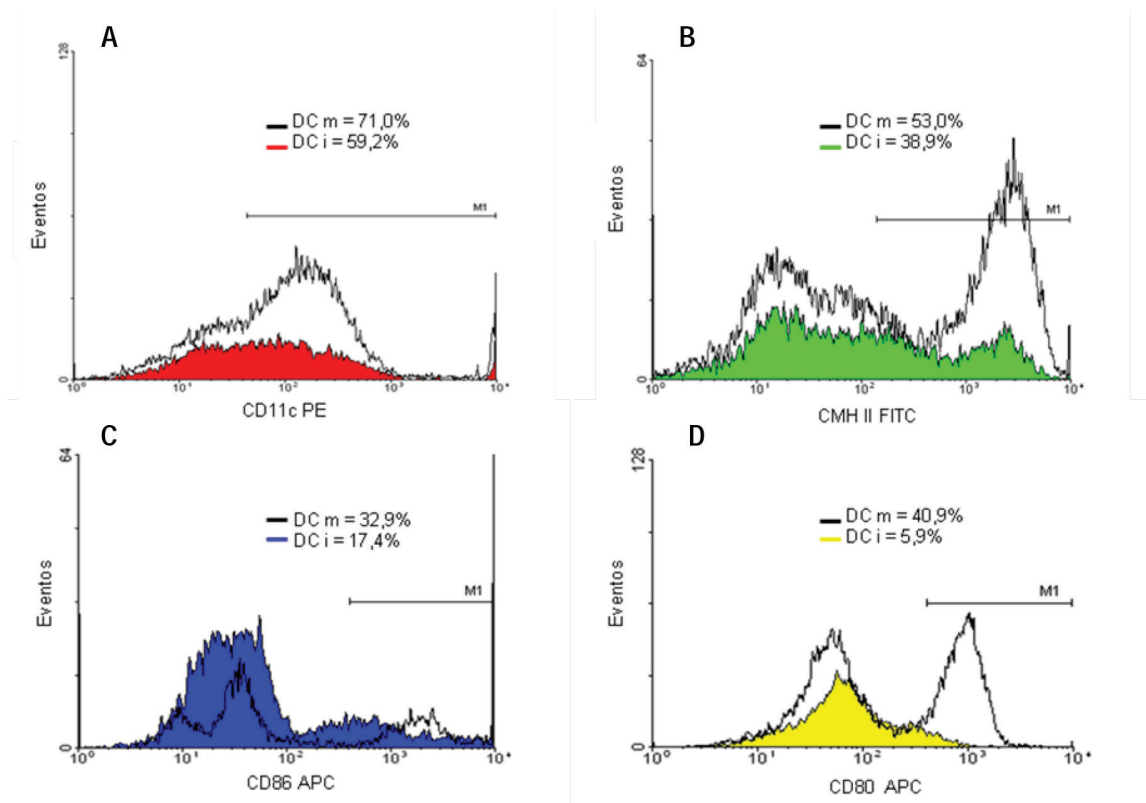 A
128
DC m = 71,0%
DC i = 59,2%
M1
Eventos
0
10⁰ 10¹ 10² 10³ 10⁴
CD11c PE
B
64
DC m = 53,0%
DC i = 38,9%
M1
Eventos
0
10⁰ 10¹ 10² 10³ 10⁴
CMH II FITC
C
64
DC m = 32,9%
DC i = 17,4%
M1
Eventos
0
10⁰ 10¹ 10² 10³ 10⁴
CD86 APC
D
128
DC m = 40,9%
DC i = 5,9%
M1
Eventos
0
10⁰ 10¹ 10² 10³ 10⁴
CD80 APC